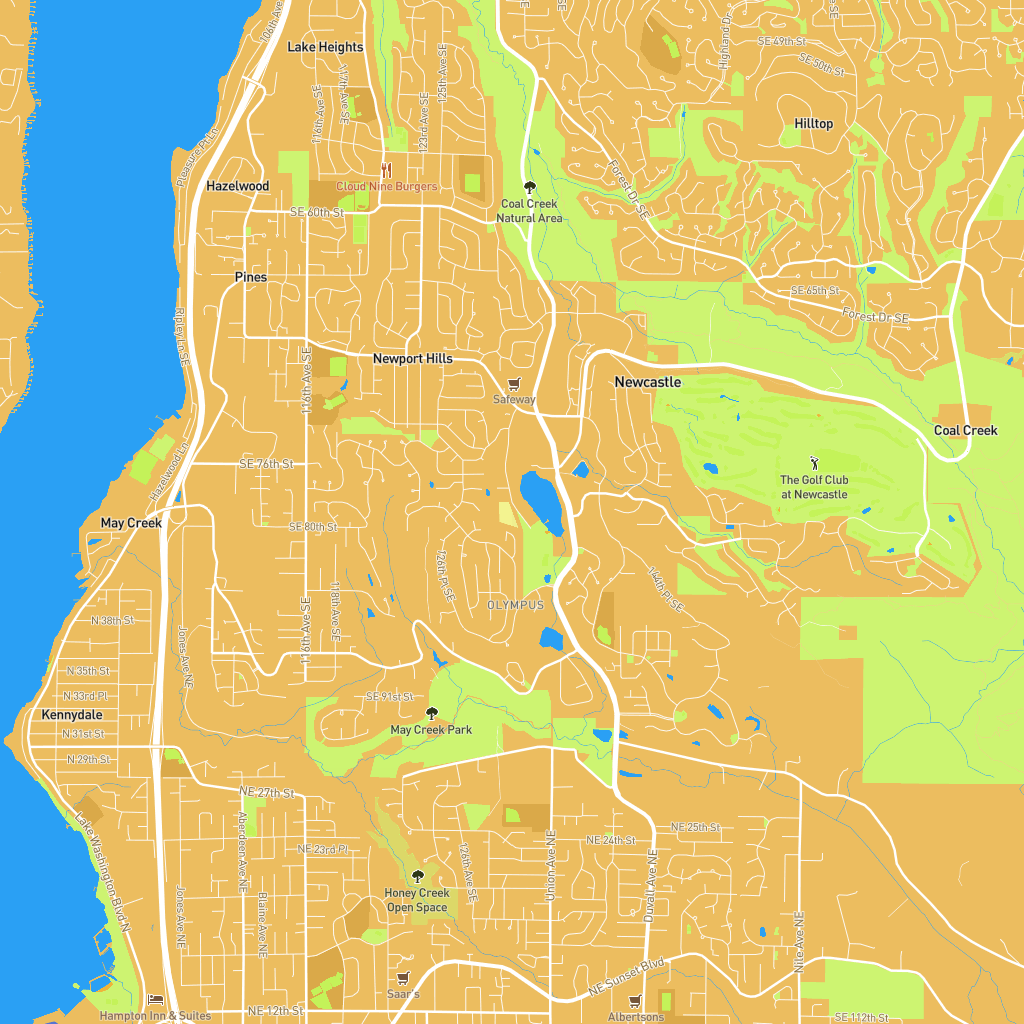 106th Ave
SE
SE
SE
Lake Heights
117th Ave SE
116th Ave SE
125th Ave SE
123rd Ave SE
Highland Dr
SE 49th St
SE 50th St
Hilltop
Pleasure Pt Ln
Hazelwood
Cloud Nine Burgers
SE 60th St
Coal Creek
Natural Area
Forest Dr SE
Pines
SE 65th St
Forest Dr SE
Ripley Ln SE
116th Ave SE
Newport Hills
Safeway
Newcastle
Coal Creek
Hazelwood Ln
SE 76th St
The Golf Club
at Newcastle
May Creek
SE 80th St
126th Pl SE
144th Pl SE
OLYMPUS
118th Ave SE
116th Ave SE
N 38th St
Jones Ave NE
N 35th St
N 33rd Pl
SE 91st St
Kennydale
May Creek Park
N 31st St
N 29th St
NE 27th St
Lake Washington Blvd N
Aberdeen Ave NE
NE 23rd Pl
126th Ave SE
Union Ave NE
NE 25th St
NE 24th St
Duvall Ave NE
Honey Creek
Open Space
Jones Ave NE
Blaine Ave NE
Nile Ave NE
NE Sunset Blvd
Saar's
Hampton Inn & Suites
NE 12th St
Albertsons
SE 112th St